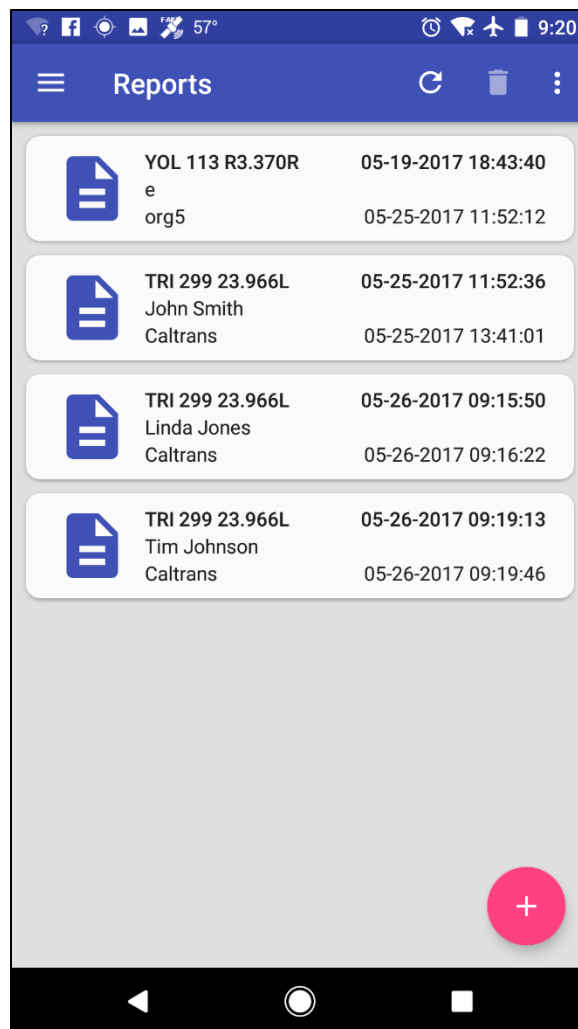 ? f FAKE 57° 9:20
Reports
YOL 113 R3.370R 05-19-2017 18:43:40
e
org5 05-25-2017 11:52:12
TRI 299 23.966L 05-25-2017 11:52:36
John Smith
Caltrans 05-25-2017 13:41:01
TRI 299 23.966L 05-26-2017 09:15:50
Linda Jones
Caltrans 05-26-2017 09:16:22
TRI 299 23.966L 05-26-2017 09:19:13
Tim Johnson
Caltrans 05-26-2017 09:19:46